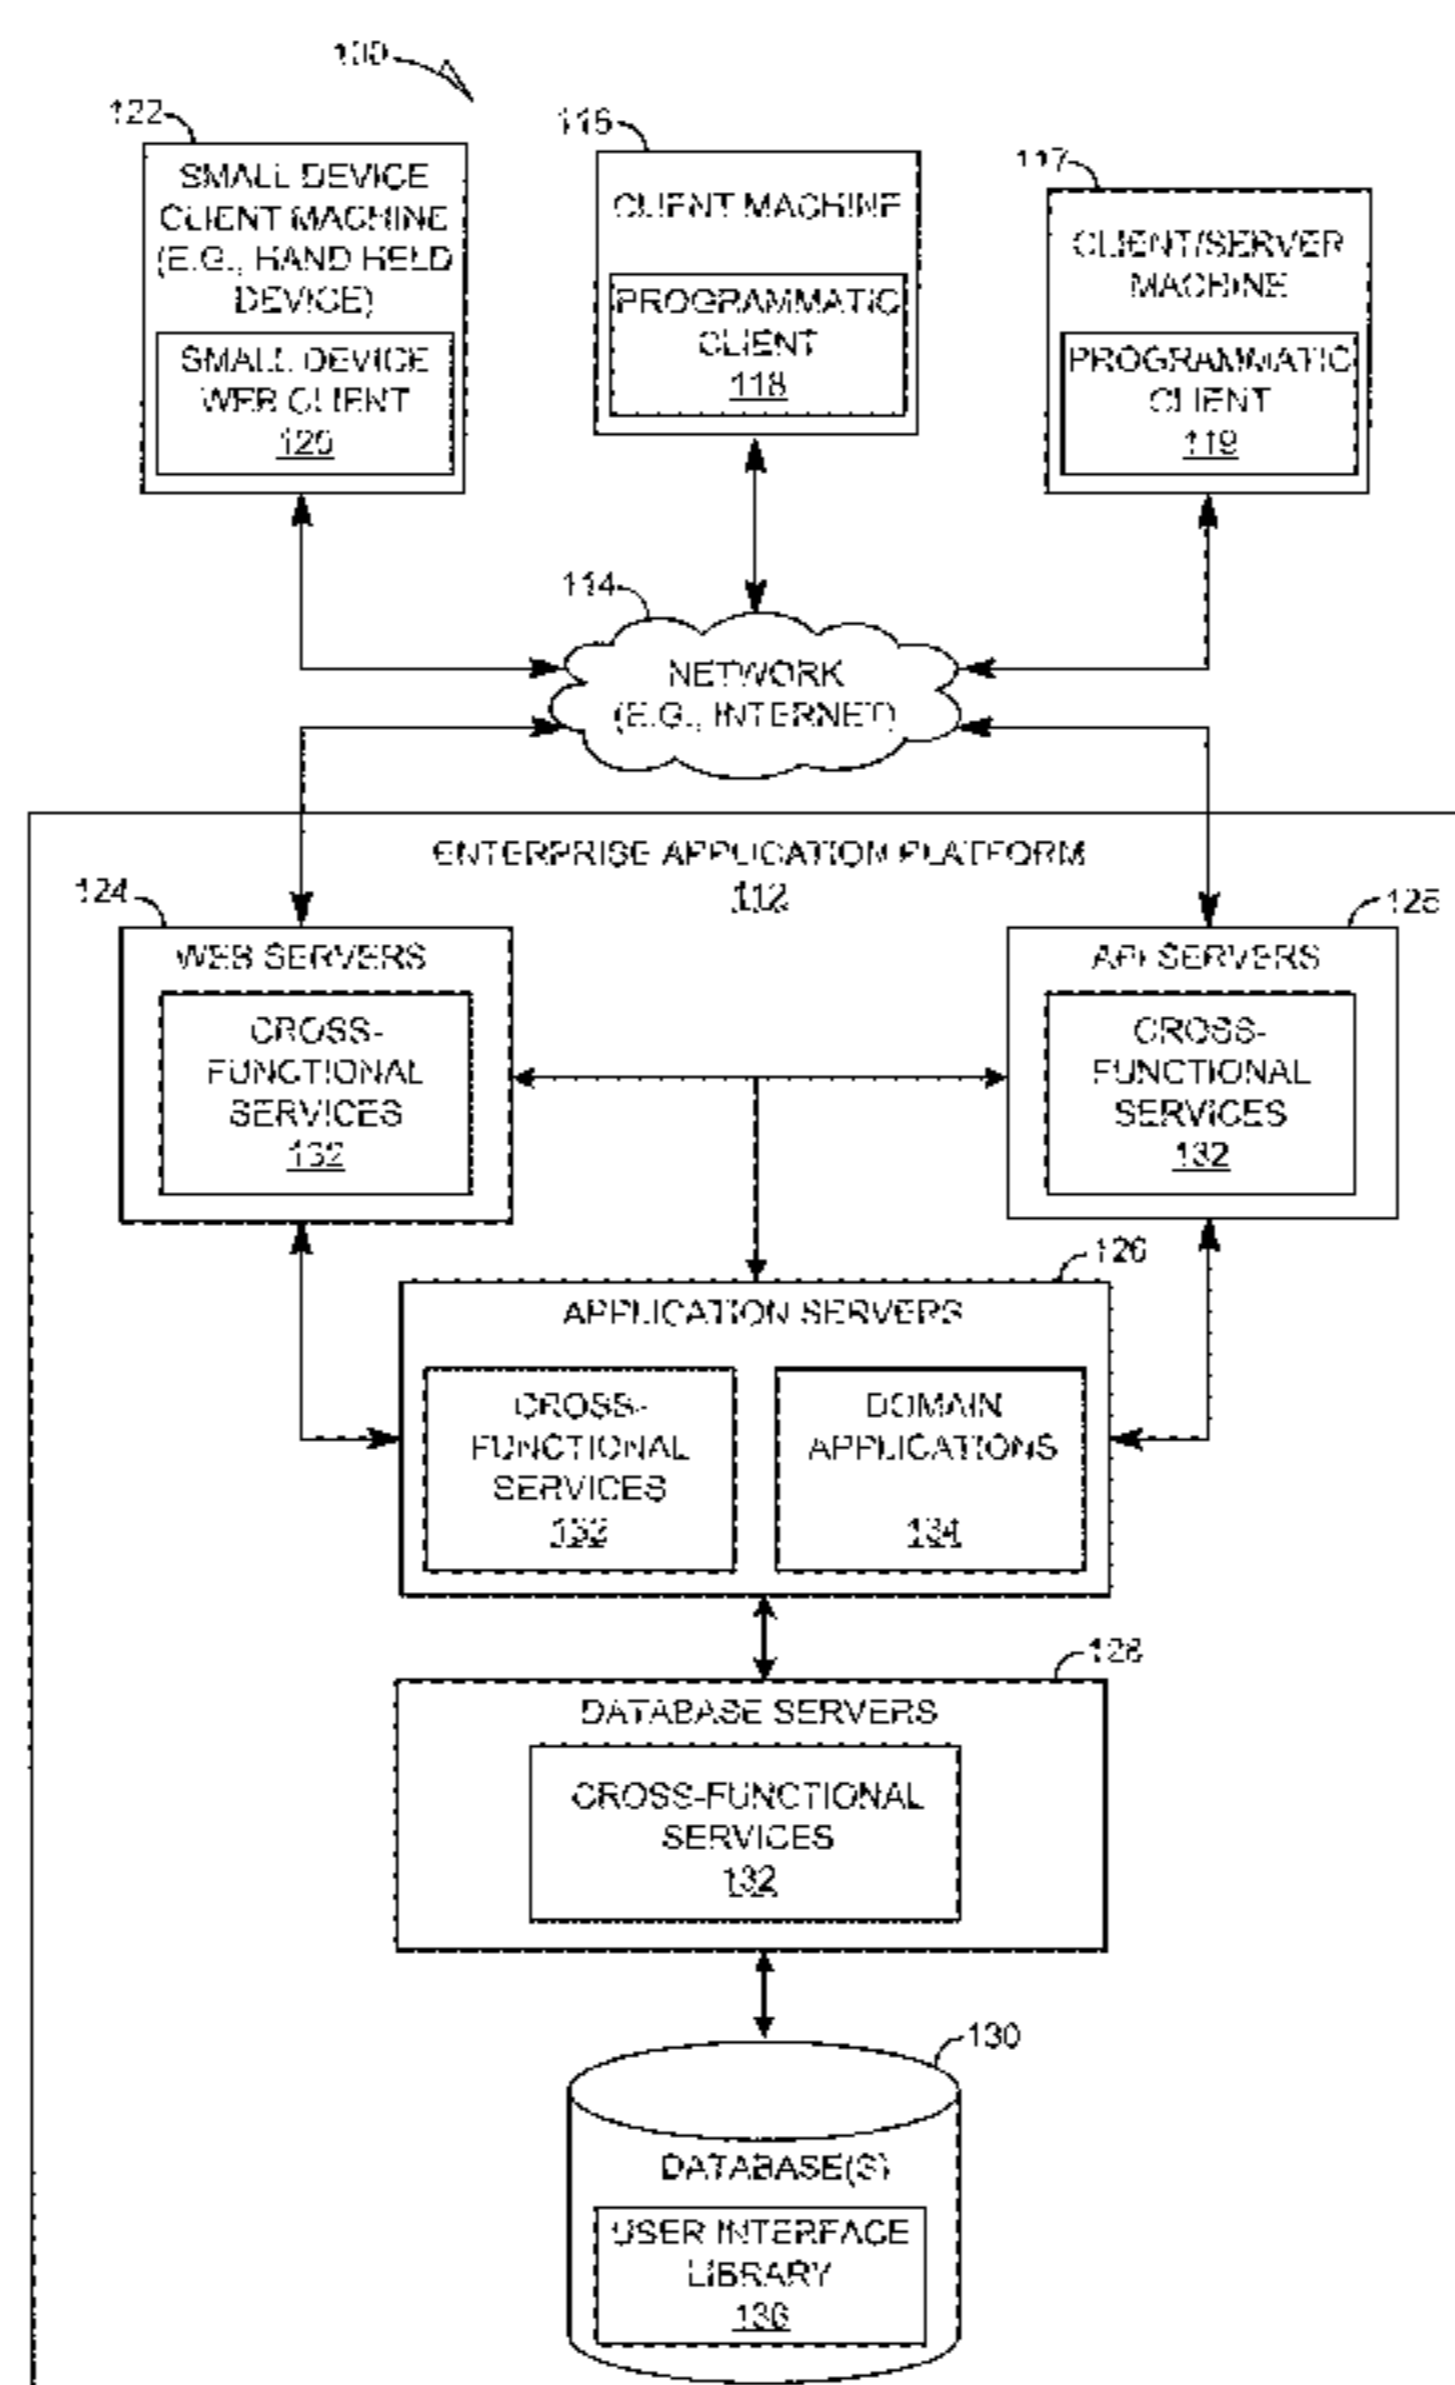 100
122
SMALL DEVICE
CLIENT MACHINE
(E.G., HAND HELD
DEVICE)
SMALL DEVICE
WEB CLIENT
120
116
CLIENT MACHINE
PROGRAMMATIC
CLIENT
118
117
CLIENT/SERVER
MACHINE
PROGRAMMATIC
CLIENT
119
114
NETWORK
(E.G., INTERNET)
ENTERPRISE APPLICATION PLATFORM
112
124
WEB SERVERS
CROSS-
FUNCTIONAL
SERVICES
132
125
API SERVERS
CROSS-
FUNCTIONAL
SERVICES
132
126
APPLICATION SERVERS
CROSS-
FUNCTIONAL
SERVICES
132
DOMAIN
APPLICATIONS
134
128
DATABASE SERVERS
CROSS-FUNCTIONAL
SERVICES
132
130
DATABASE(S)
USER INTERFACE
LIBRARY
136